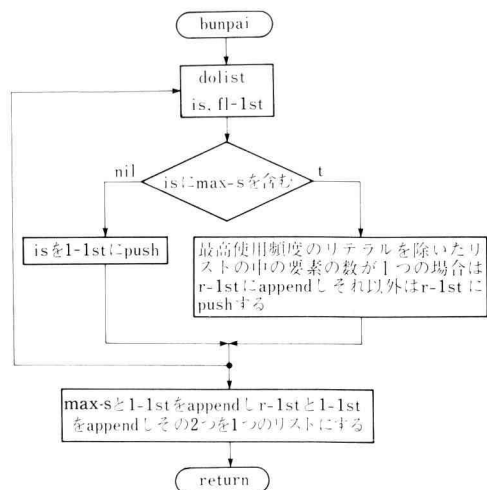 bunpai
dolist
is, fl-1st
nil
isにmax-sを含む
t
isを1-1stにpush
最高使用頻度のリテラルを除いたリ
ストの中の要素の数が1つの場合は
r-1stにappendしそれ以外はr-1stに
pushする
max-sと1-1stをappendしr-1stと1-1st
をappendしその2つを1つのリストにする
return